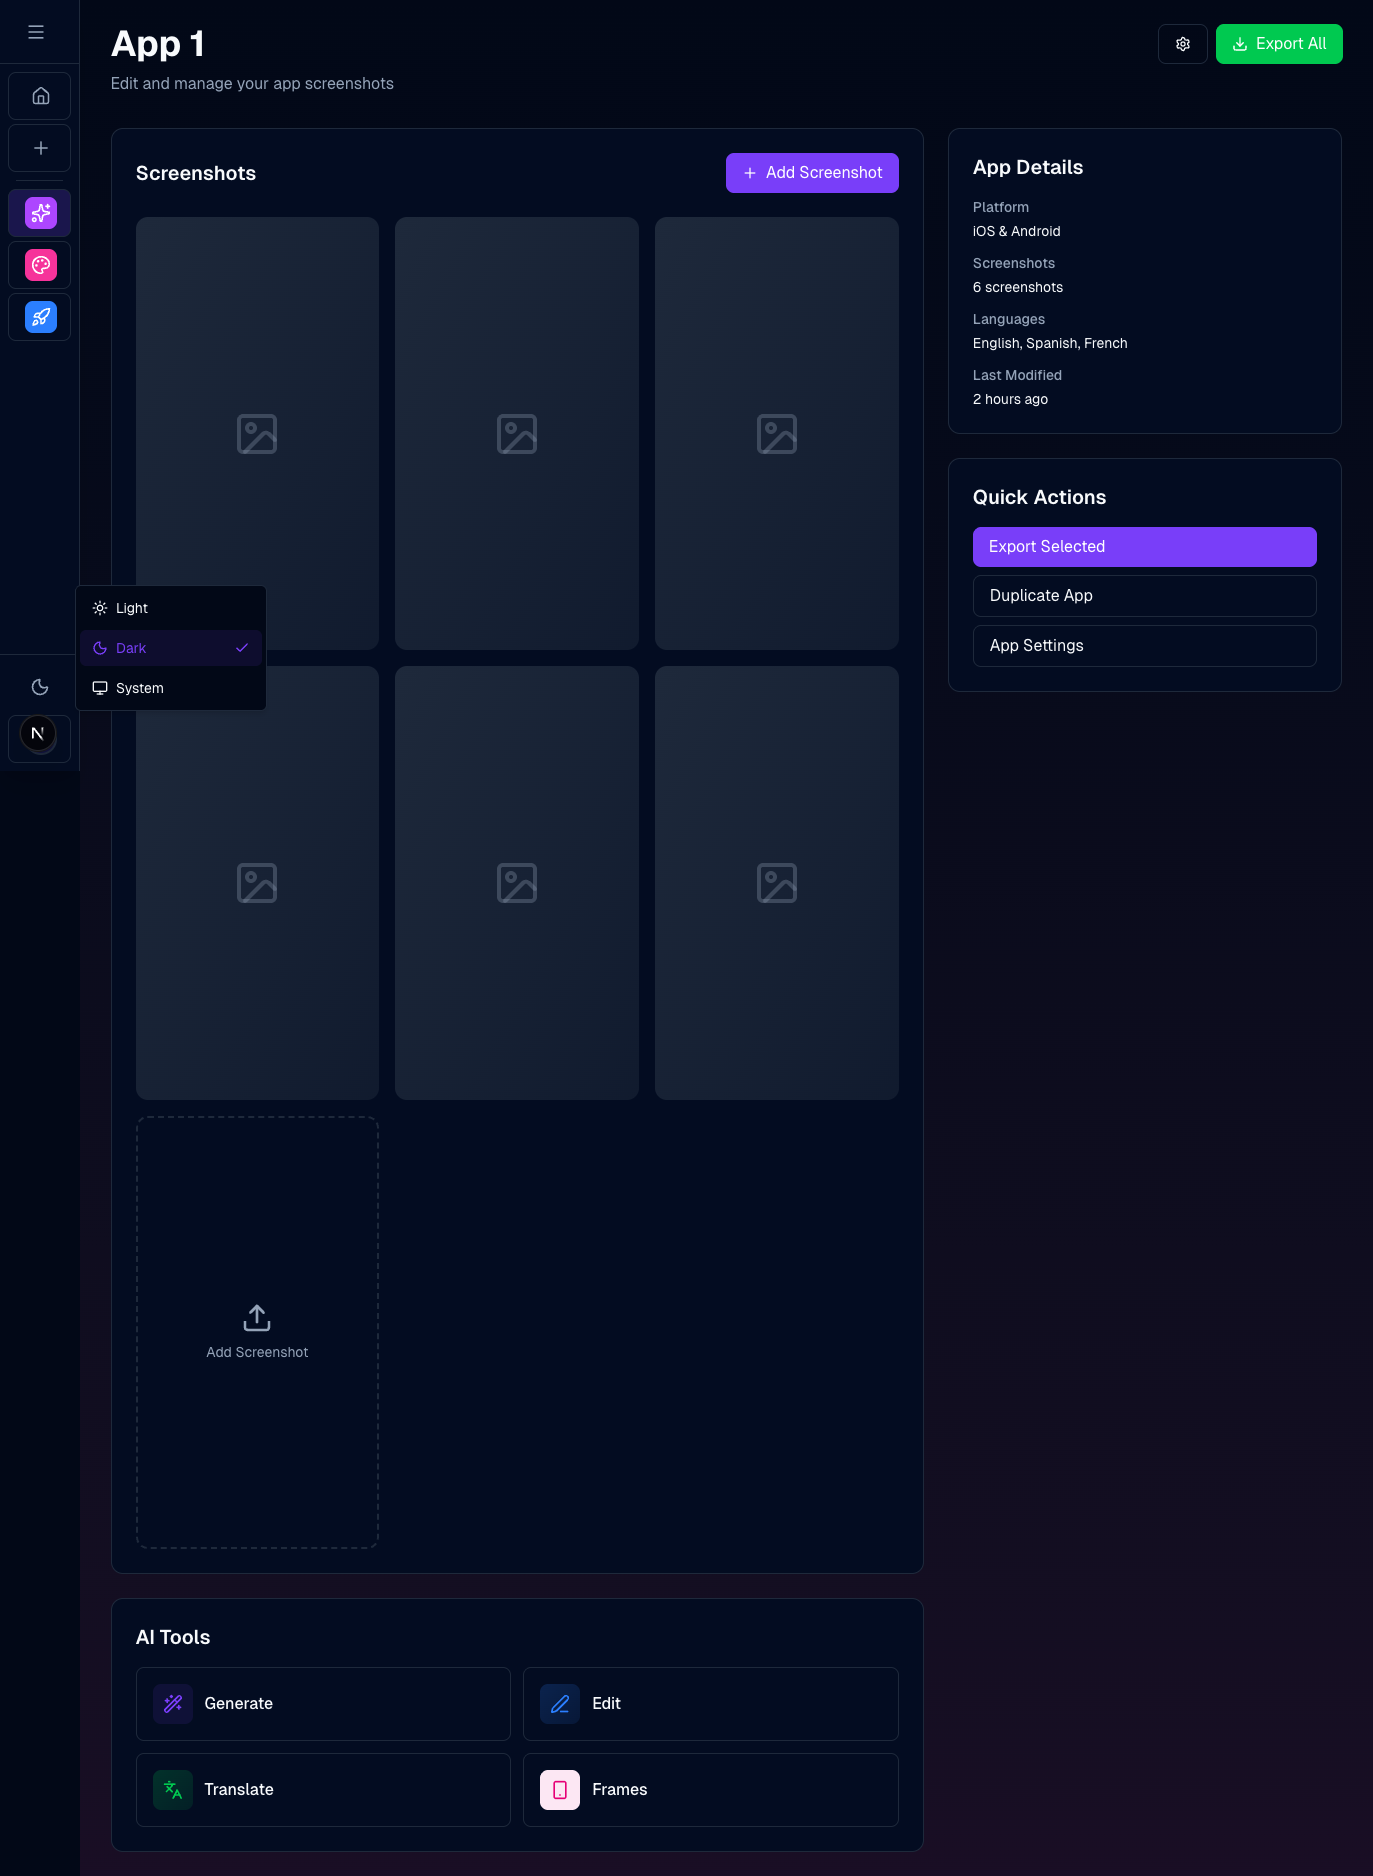 App 1
Edit and manage your app screenshots
Export All
Screenshots
Add Screenshot
App Details
Platform
iOS & Android
Screenshots
6 screenshots
Languages
English, Spanish, French
Last Modified
2 hours ago
Quick Actions
Export Selected
Duplicate App
App Settings
Light
Dark
System
N
Add Screenshot
AI Tools
Generate
Edit
Translate
Frames